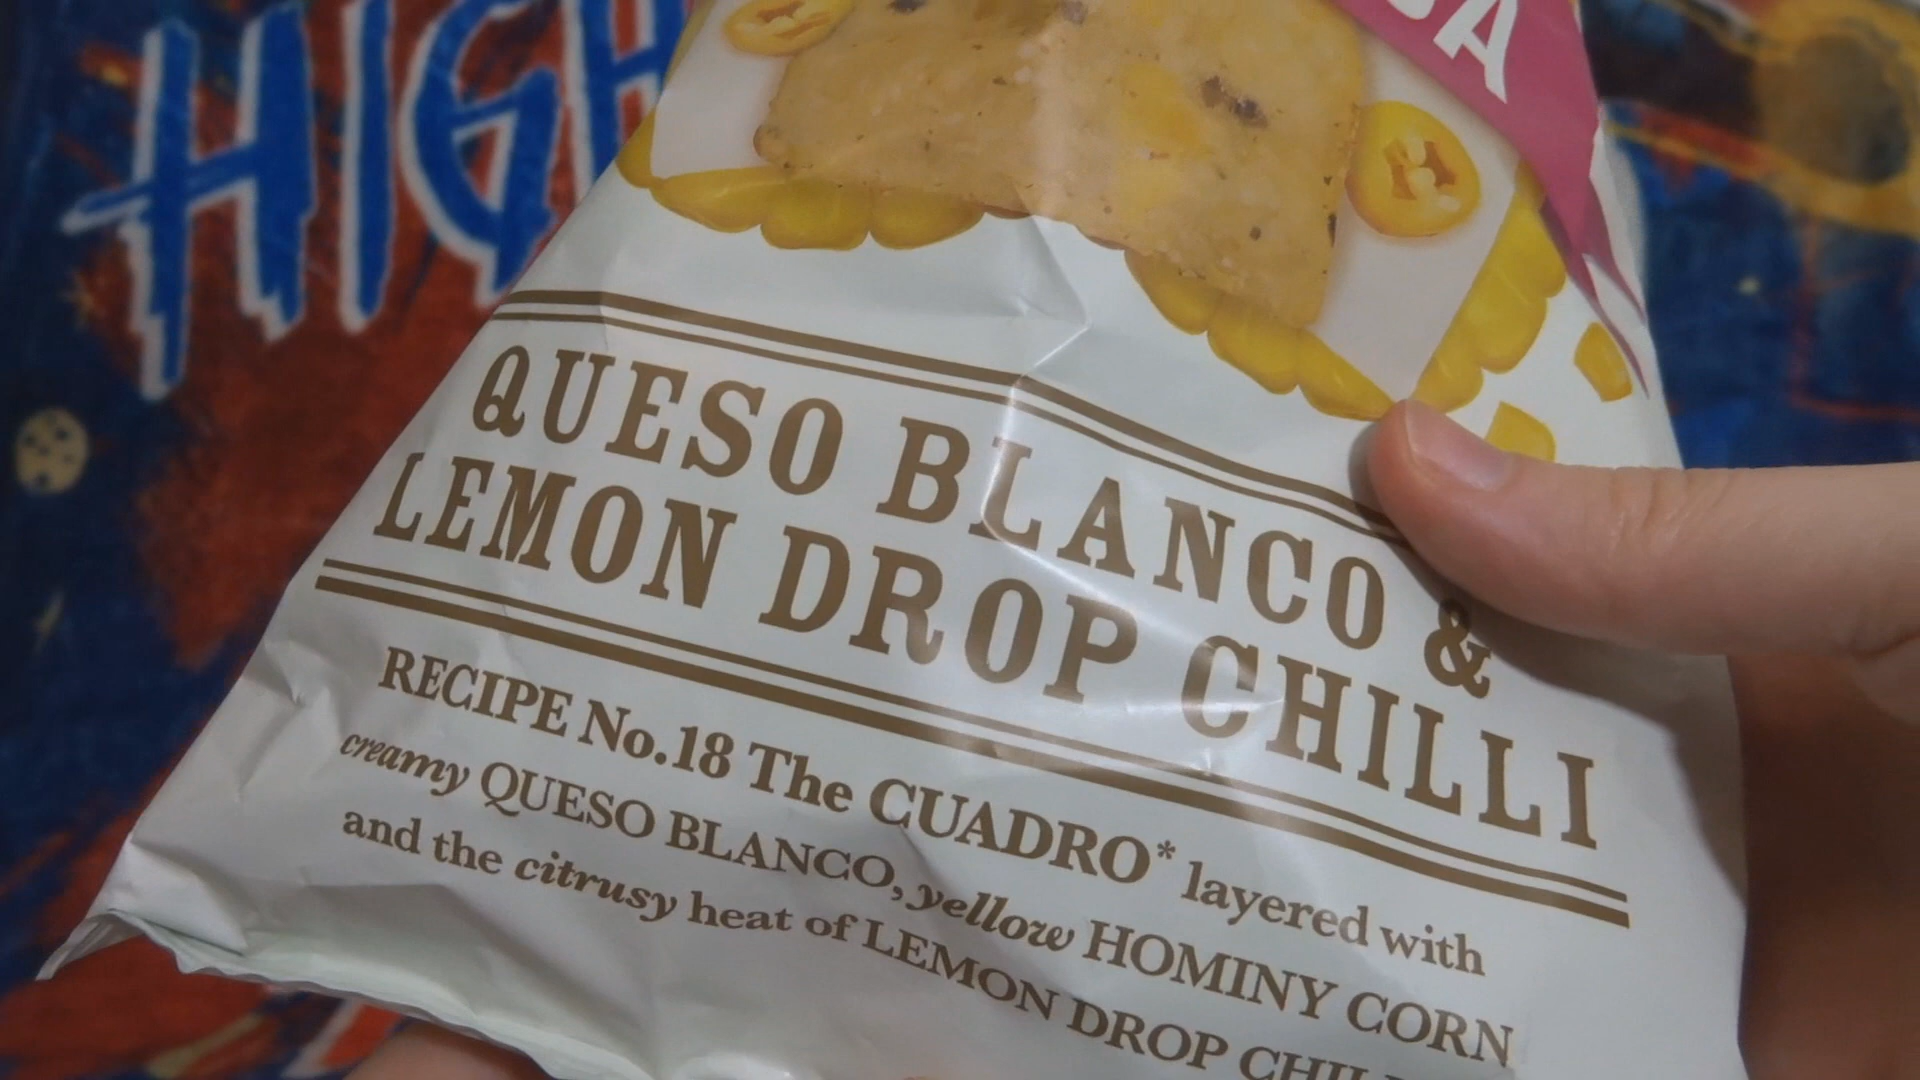 HIGH
QUESO BLANCO &
LEMON DROP CHILLI
RECIPE No.18 The CUADRO* layered with
creamy QUESO BLANCO, yellow HOMINY CORN
and the citrusy heat of LEMON DROP